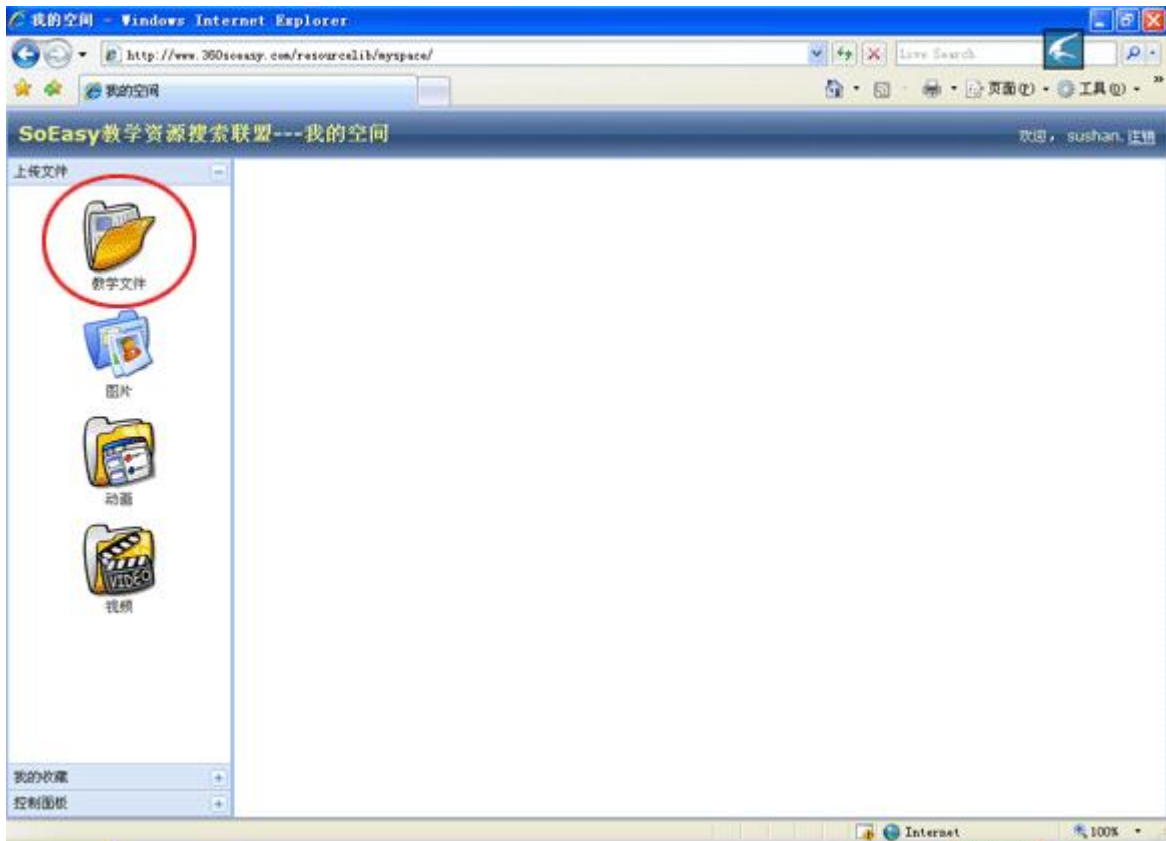 我的空间 - Windows Internet Explorer
http://www.360soeasy.com/resourcelib/myspace/
Live Search
我的空间
页面(P)
工具(O)
SoEasy教学资源搜索联盟---我的空间
欢迎, sushan. 注销
上传文件
教学文件
图片
动画
VIDEO
视频
我的收藏
控制面板
Internet
100%